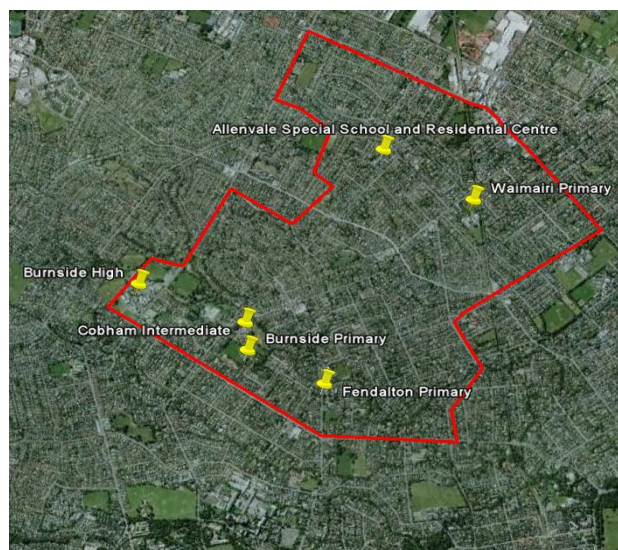 Allenvale Special School and Residential Centre
Waimairi Primary
Burnside High
Cobham Intermediate
Burnside Primary
Fendalton Primary